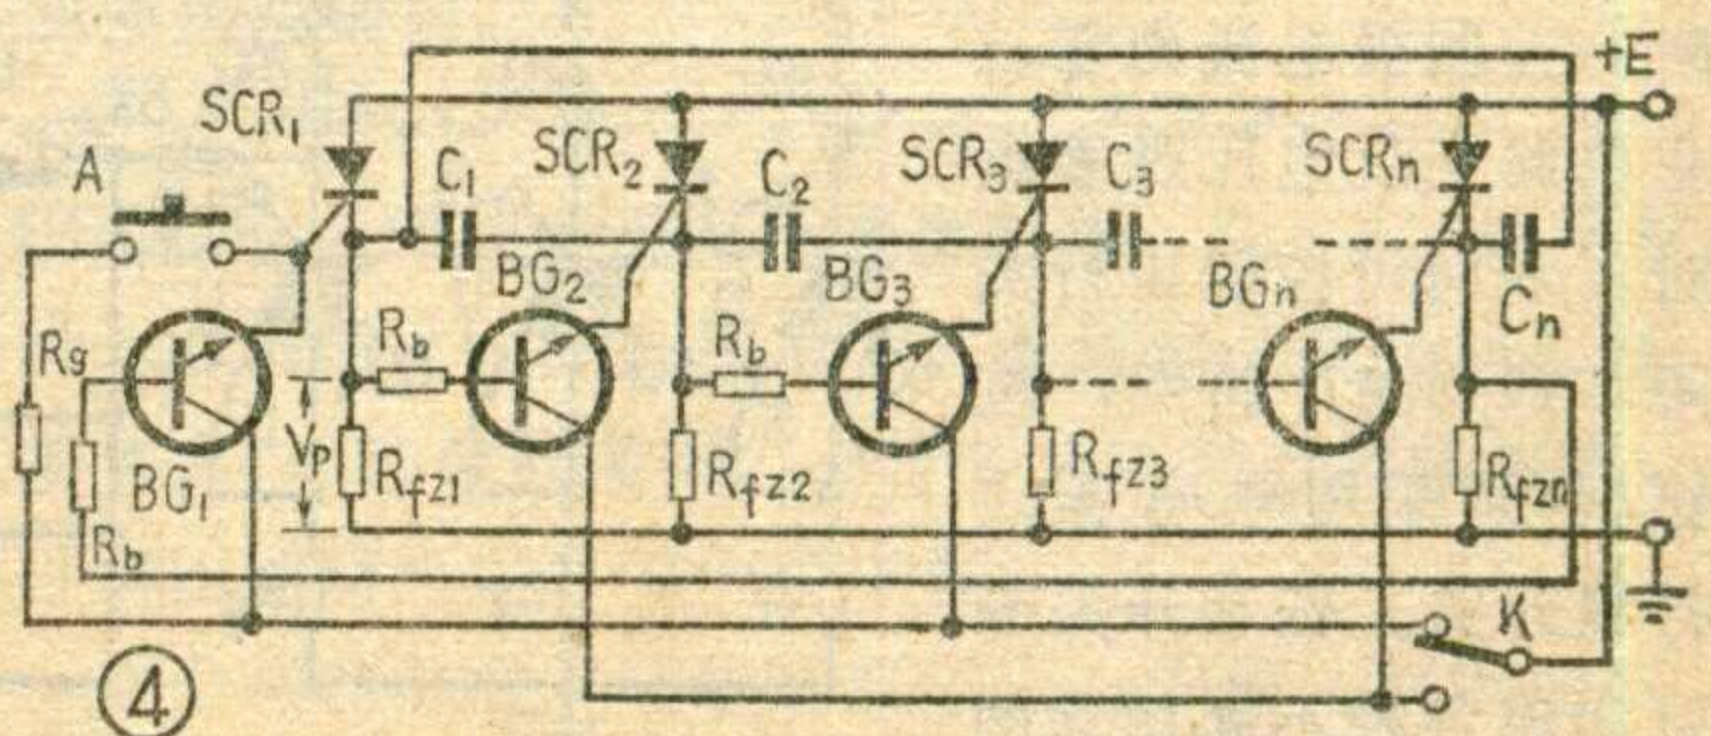 +E
SCR₁
A
C₁
SCR₂
C₂
SCR₃
C₃
SCRn
BG₂
BG₃
BGn
Cn
Rg
Rb
Rb
Vp
Rfz1
Rfz2
Rfz3
Rfzn
BG₁
Rb
K
④